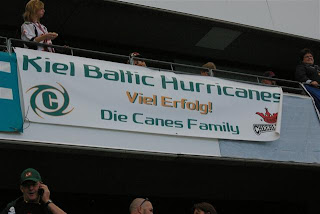 Kiel Baltic Hurricanes
Viel Erfolg!
Die Canes Family
C